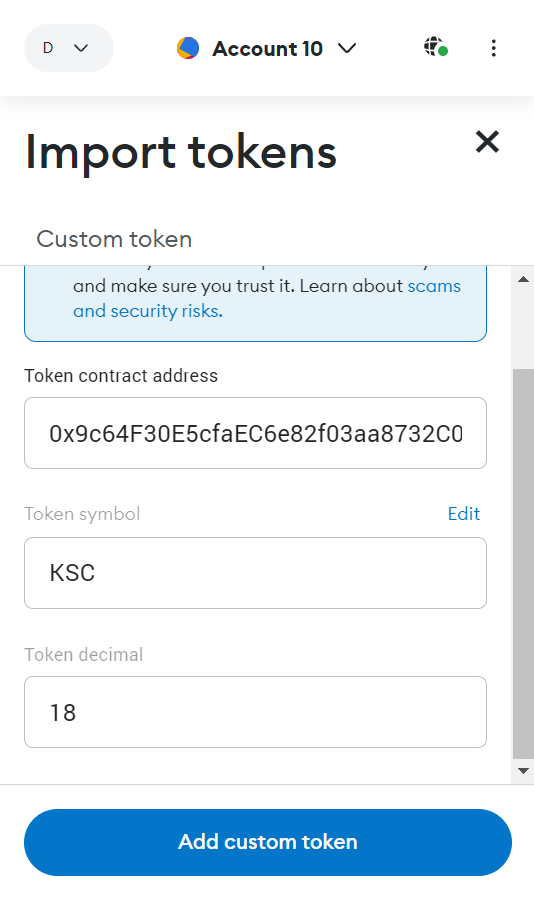 D
Account 10
Import tokens
Custom token
and make sure you trust it. Learn about scams
and security risks.
Token contract address
0x9c64F30E5cfaEC6e82f03aa8732C0
Token symbol
Edit
KSC
Token decimal
18
Add custom token